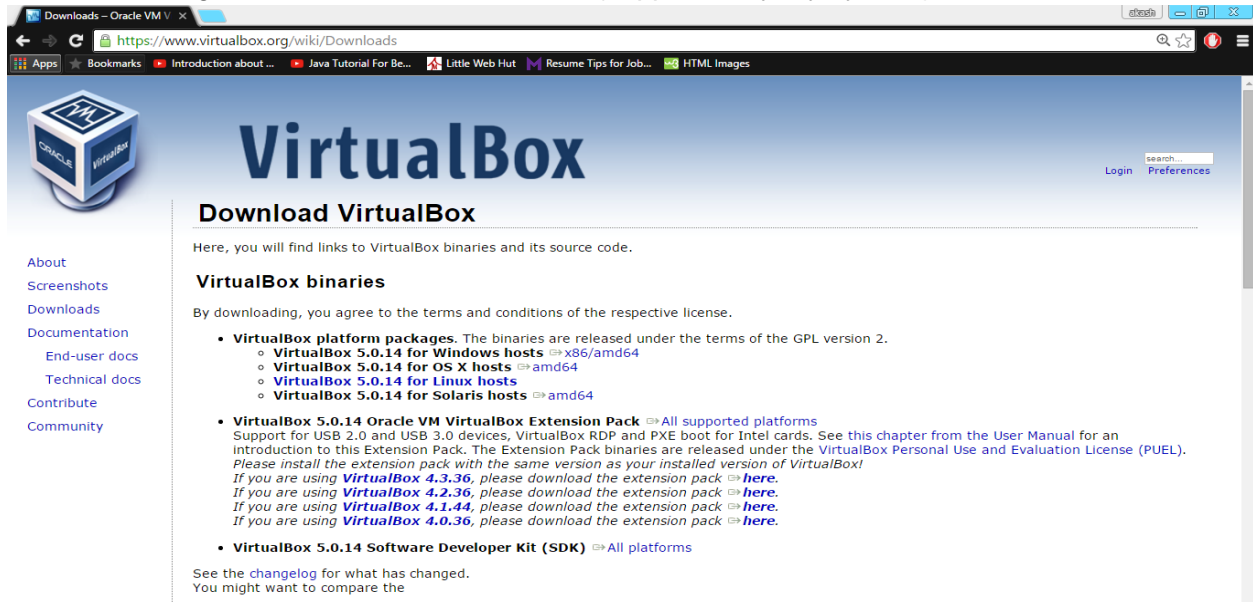 Downloads – Oracle VM V
akash
https://www.virtualbox.org/wiki/Downloads
Apps Bookmarks Introduction about ... Java Tutorial For Be... Little Web Hut Resume Tips for Job... HTML Images
ORACLE VirtualBox
VirtualBox
search...
Login Preferences
Download VirtualBox
Here, you will find links to VirtualBox binaries and its source code.
About
Screenshots
Downloads
Documentation
End-user docs
Technical docs
Contribute
Community
VirtualBox binaries
By downloading, you agree to the terms and conditions of the respective license.
• VirtualBox platform packages. The binaries are released under the terms of the GPL version 2.
◦ VirtualBox 5.0.14 for Windows hosts x86/amd64
◦ VirtualBox 5.0.14 for OS X hosts amd64
◦ VirtualBox 5.0.14 for Linux hosts
◦ VirtualBox 5.0.14 for Solaris hosts amd64
• VirtualBox 5.0.14 Oracle VM VirtualBox Extension Pack All supported platforms
Support for USB 2.0 and USB 3.0 devices, VirtualBox RDP and PXE boot for Intel cards. See this chapter from the User Manual for an
introduction to this Extension Pack. The Extension Pack binaries are released under the VirtualBox Personal Use and Evaluation License (PUEL).
Please install the extension pack with the same version as your installed version of VirtualBox!
If you are using VirtualBox 4.3.36, please download the extension pack here.
If you are using VirtualBox 4.2.36, please download the extension pack here.
If you are using VirtualBox 4.1.44, please download the extension pack here.
If you are using VirtualBox 4.0.36, please download the extension pack here.
• VirtualBox 5.0.14 Software Developer Kit (SDK) All platforms
See the changelog for what has changed.
You might want to compare the